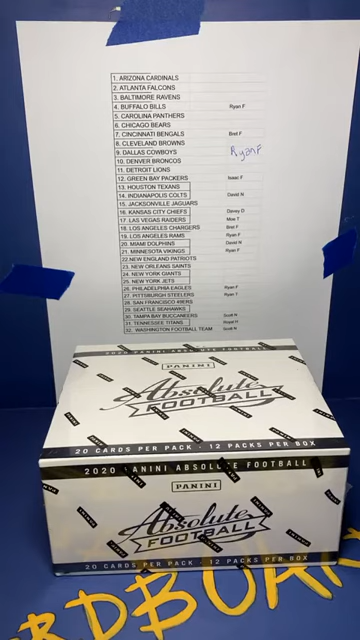 1. ARIZONA CARDINALS
2. ATLANTA FALCONS
3. BALTIMORE RAVENS
4. BUFFALO BILLS Ryan F
5. CAROLINA PANTHERS
6. CHICAGO BEARS
7. CINCINNATI BENGALS Bret F
8. CLEVELAND BROWNS
9. DALLAS COWBOYS Ryan F
10. DENVER BRONCOS
11. DETROIT LIONS
12. GREEN BAY PACKERS Isaac F
13. HOUSTON TEXANS
14. INDIANAPOLIS COLTS David N
15. JACKSONVILLE JAGUARS
16. KANSAS CITY CHIEFS Davey D
17. LAS VEGAS RAIDERS T
18. LOS ANGELES CHARGERS Bret F
19. LOS ANGELES RAMS Ryan F
20. MIAMI DOLPHINS David N
21. MINNESOTA VIKINGS Ryan F
22. NEW ENGLAND PATRIOTS
23. NEW ORLEANS SAINTS
24. NEW YORK GIANTS
25. NEW YORK JETS
26. PHILADELPHIA EAGLES Ryan F
27. PITTSBURGH STEELERS Ryan T
28. SAN FRANCISCO 49ERS
29. SEATTLE SEAHAWKS
30. TAMPA BAY BUCCANEERS Scott N
31. TENNESSEE TITANS
32. WASHINGTON FOOTBALL TEAM Scott N
2020 PANINI ABSOLUTE FOOTBALL
PANINI
Absolute
FOOTBALL
20 CARDS PER PACK - 12 PACKS PER BOX
2020 PANINI ABSOLUTE FOOTBALL
PANINI
Absolute
FOOTBALL
20 CARDS PER PACK - 12 PACKS PER BOX